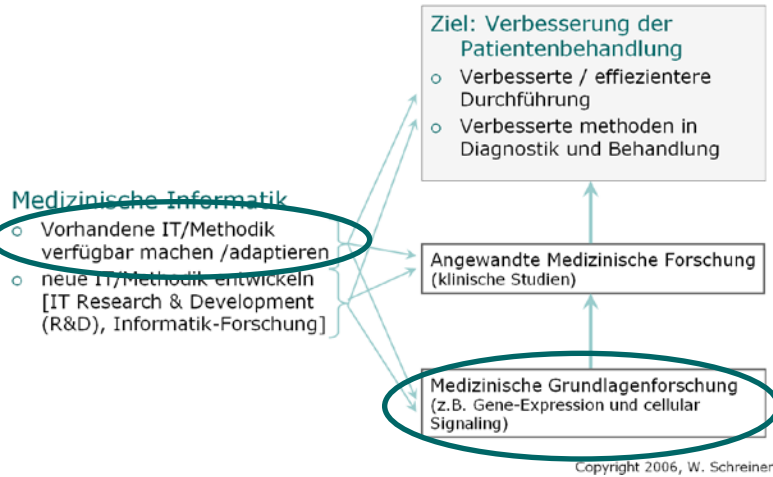 Ziel: Verbesserung der
Patientenbehandlung
o Verbesserte / effiezientere
Durchführung
o Verbesserte methoden in
Diagnostik und Behandlung
Medizinische Informatik
o Vorhandene IT/Methodik
verfügbar machen /adaptieren
o neue IT/Methodik entwickeln
[IT Research & Development
(R&D), Informatik-Forschung]
Angewandte Medizinische Forschung
(klinische Studien)
Medizinische Grundlagenforschung
(z.B. Gene-Expression und cellular
Signaling)
Copyright 2006, W. Schreiner